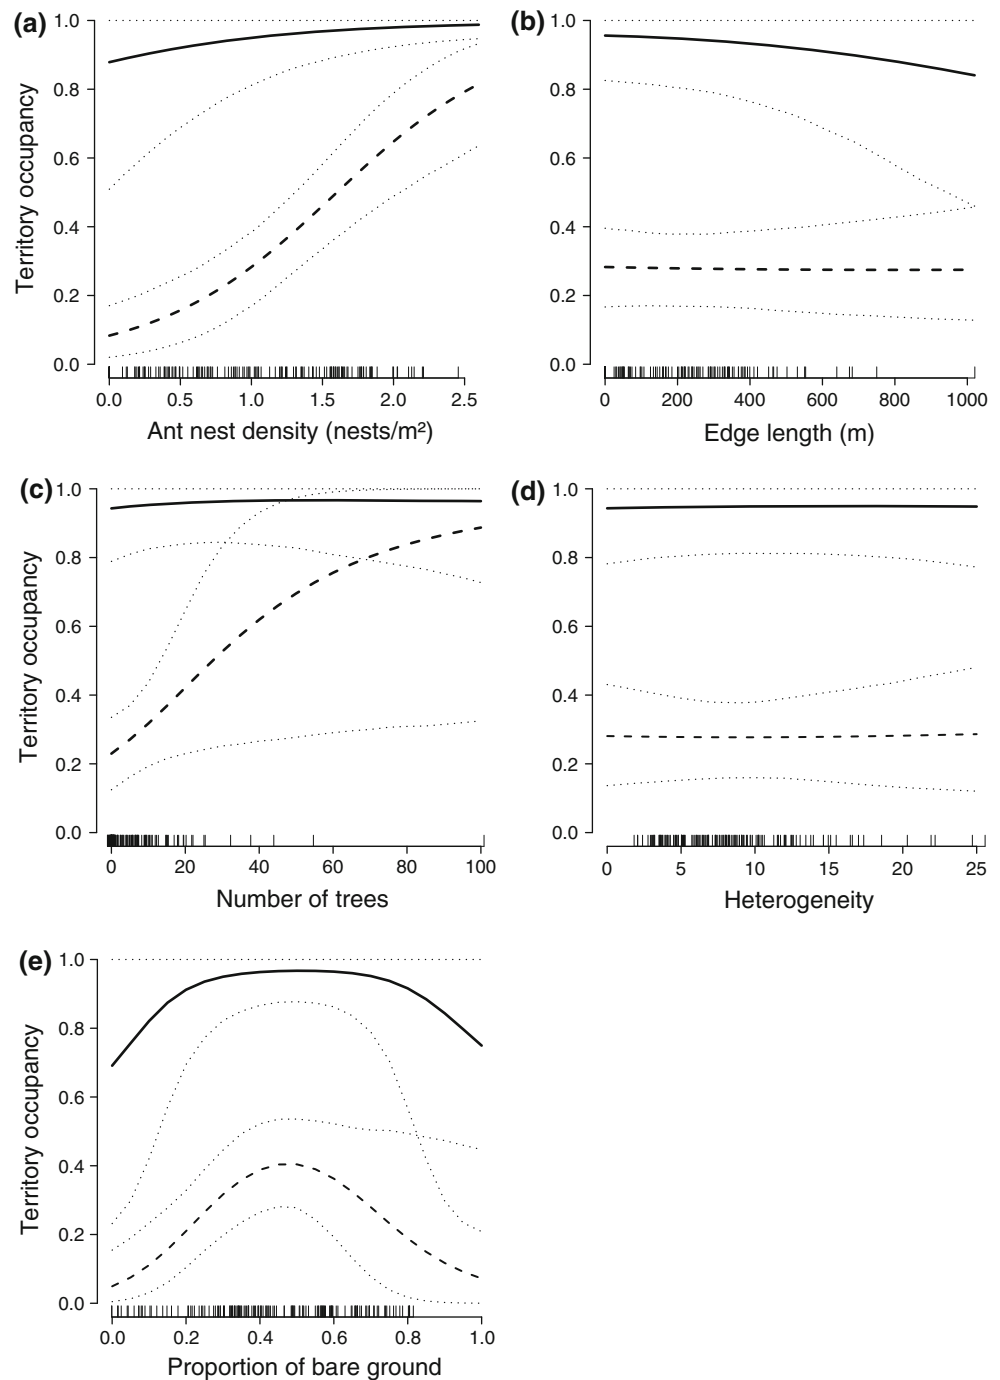 (a)
1.0
0.8
0.6
0.4
0.2
0.0
Territory occupancy
0.0 0.5 1.0 1.5 2.0 2.5
Ant nest density (nests/m²)
(b)
1.0
0.8
0.6
0.4
0.2
0.0
0 200 400 600 800 1000
Edge length (m)
(c)
1.0
0.8
0.6
0.4
0.2
0.0
Territory occupancy
0 20 40 60 80 100
Number of trees
(d)
1.0
0.8
0.6
0.4
0.2
0.0
0 5 10 15 20 25
Heterogeneity
(e)
1.0
0.8
0.6
0.4
0.2
0.0
Territory occupancy
0.0 0.2 0.4 0.6 0.8 1.0
Proportion of bare ground